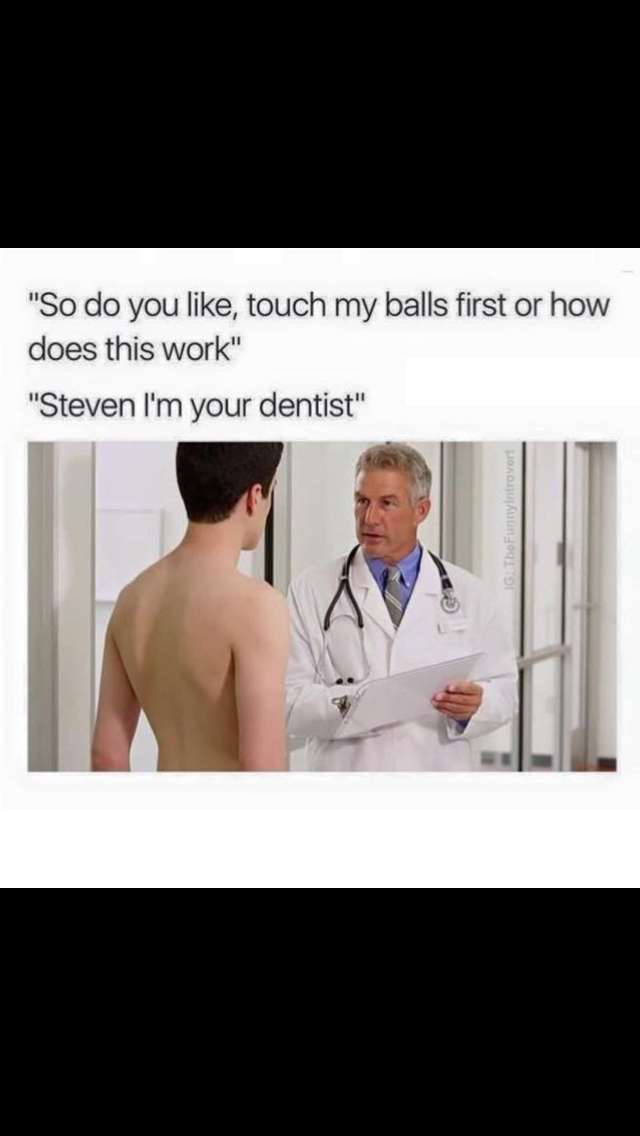 "So do you like, touch my balls first or how
does this work"
"Steven I'm your dentist"
IG: TheFunnyIntrovert